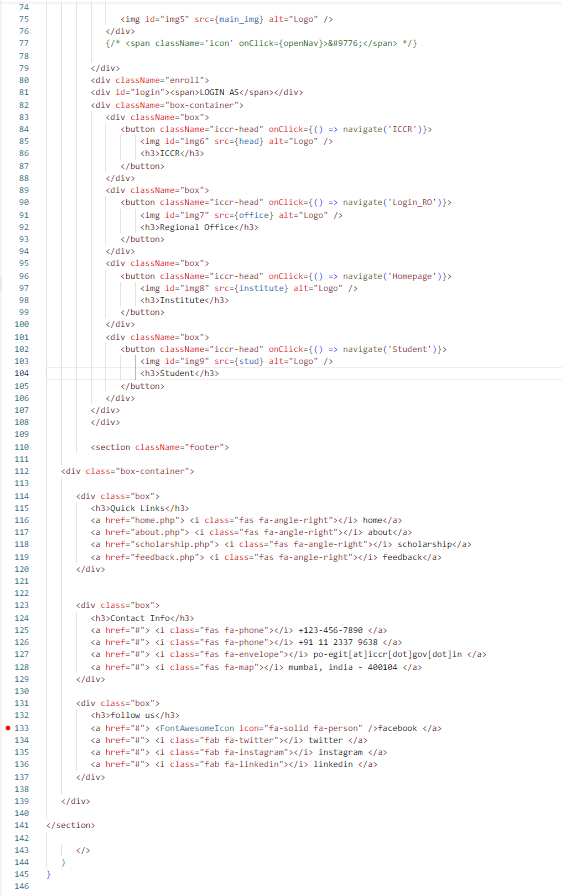 74
75 <img id="img5" src={main_img} alt="Logo" />
76 </div>
77 {/* <span className='icon' onClick={openNav}>&#9776;</span> */}
78
79 </div>
80 <div className="enroll">
81 <div id="login"><span>LOGIN AS</span></div>
82 <div className="box-container">
83 <div className="box">
84 <button className="iccr-head" onClick={() => navigate('ICCR')}>
85 <img id="img6" src={head} alt="Logo" />
86 <h3>ICCR</h3>
87 </button>
88 </div>
89 <div className="box">
90 <button className="iccr-head" onClick={() => navigate('Login_RO')}>
91 <img id="img7" src={office} alt="Logo" />
92 <h3>Regional Office</h3>
93 </button>
94 </div>
95 <div className="box">
96 <button className="iccr-head" onClick={() => navigate('Homepage')}>
97 <img id="img8" src={institute} alt="Logo" />
98 <h3>Institute</h3>
99 </button>
100 </div>
101 <div className="box">
102 <button className="iccr-head" onClick={() => navigate('Student')}>
103 <img id="img9" src={stud} alt="Logo" />
104 <h3>Student</h3>
105 </button>
106 </div>
107 </div>
108 </div>
109
110 <section className="footer">
111
112 <div class="box-container">
113
114 <div class="box">
115 <h3>Quick Links</h3>
116 <a href="home.php"> <i class="fas fa-angle-right"></i> home</a>
117 <a href="about.php"> <i class="fas fa-angle-right"></i> about</a>
118 <a href="scholarship.php"> <i class="fas fa-angle-right"></i> scholarship</a>
119 <a href="feedback.php"> <i class="fas fa-angle-right"></i> feedback</a>
120 </div>
121
122
123 <div class="box">
124 <h3>Contact Info</h3>
125 <a href="#"> <i class="fas fa-phone"></i> +123-456-7890 </a>
126 <a href="#"> <i class="fas fa-phone"></i> +91 11 2337 9638 </a>
127 <a href="#"> <i class="fas fa-envelope"></i> po-egit[at]iccr[dot]gov[dot]in </a>
128 <a href="#"> <i class="fas fa-map"></i> mumbai, india - 400104 </a>
129 </div>
130
131 <div class="box">
132 <h3>follow us</h3>
133 <a href="#"> <FontAwesomeIcon icon="fa-solid fa-person" />facebook </a>
134 <a href="#"> <i class="fab fa-twitter"></i> twitter </a>
135 <a href="#"> <i class="fab fa-instagram"></i> instagram </a>
136 <a href="#"> <i class="fab fa-linkedin"></i> linkedin </a>
137 </div>
138
139 </div>
140
141 </section>
142
143 </>
144 )
145 }
146